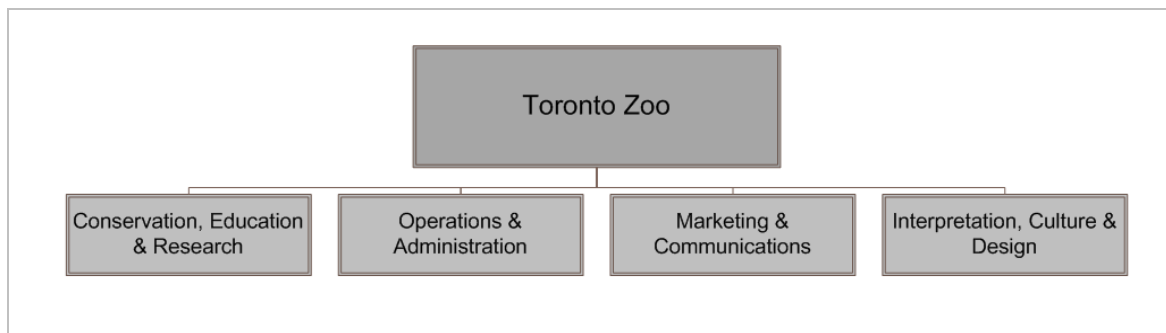 Toronto Zoo
Conservation, Education
& Research
Operations &
Administration
Marketing &
Communications
Interpretation, Culture &
Design